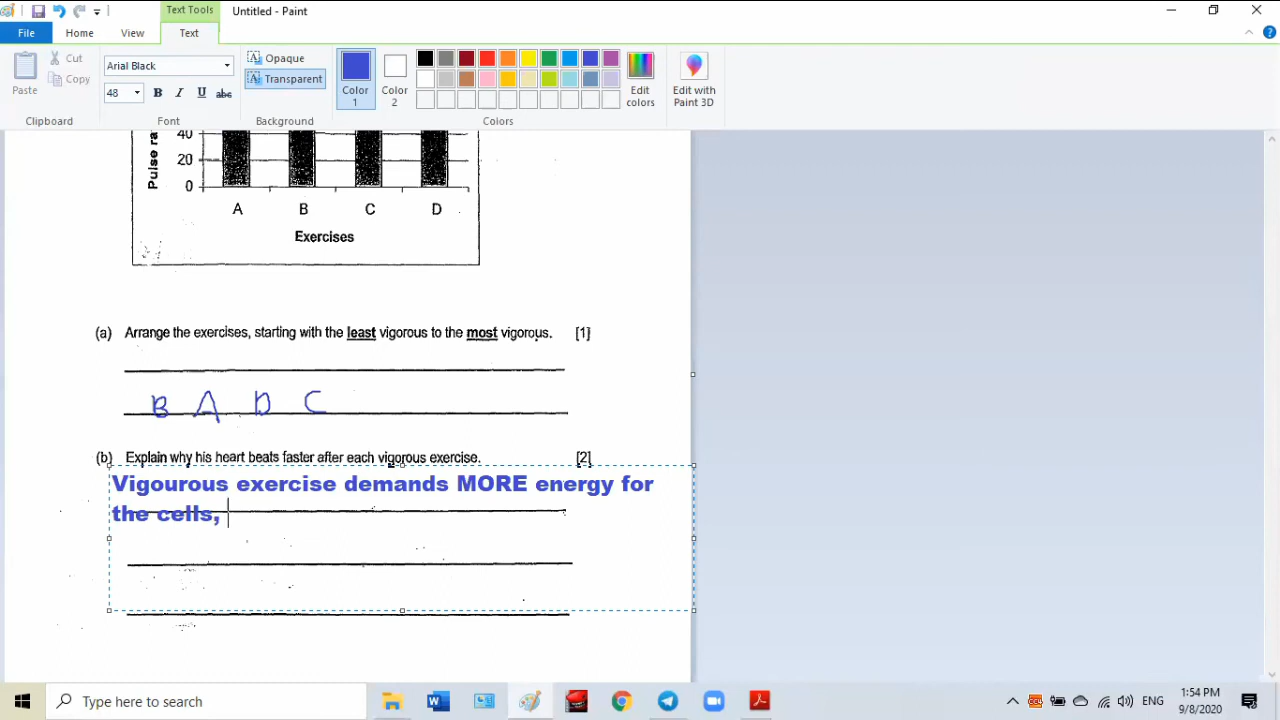 Text Tools
Untitled - Paint
File
Home
View
Text
Paste
Cut
Copy
Clipboard
Arial Black
48
B I U abc
Font
Opaque
Transparent
Background
Color 1
Color 2
Colors
Edit colors
Edit with Paint 3D
Pulse ra
40
20
0
A B C D
Exercises
(a) Arrange the exercises, starting with the least vigorous to the most vigorous. [1]
B A D C
(b) Explain why his heart beats faster after each vigorous exercise. [2]
Vigourous exercise demands MORE energy for
the cells,
Type here to search
ENG
1:54 PM
9/8/2020